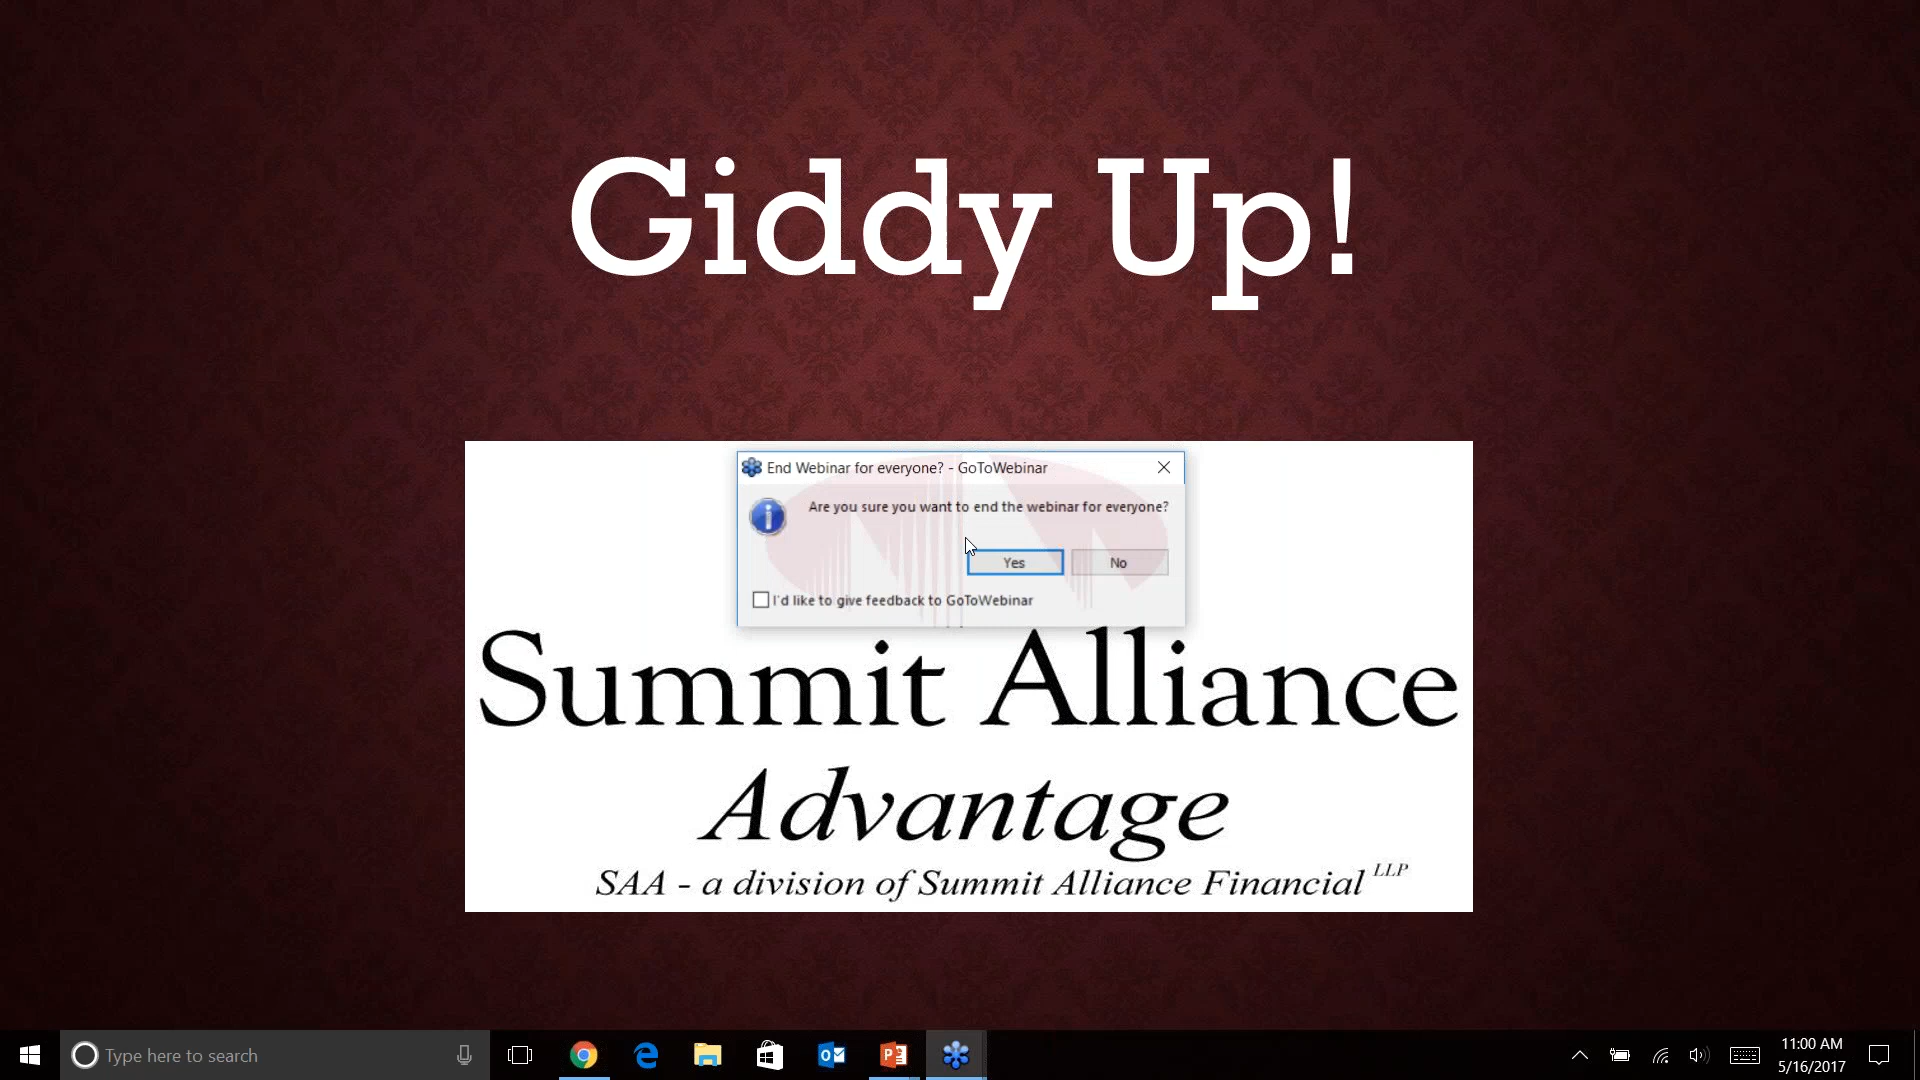 Giddy Up!
End Webinar for everyone? - GoToWebinar
Are you sure you want to end the webinar for everyone?
Yes No
I'd like to give feedback to GoToWebinar
Summit Alliance
Advantage
SAA - a division of Summit Alliance Financial LLP
Type here to search
11:00 AM
5/16/2017